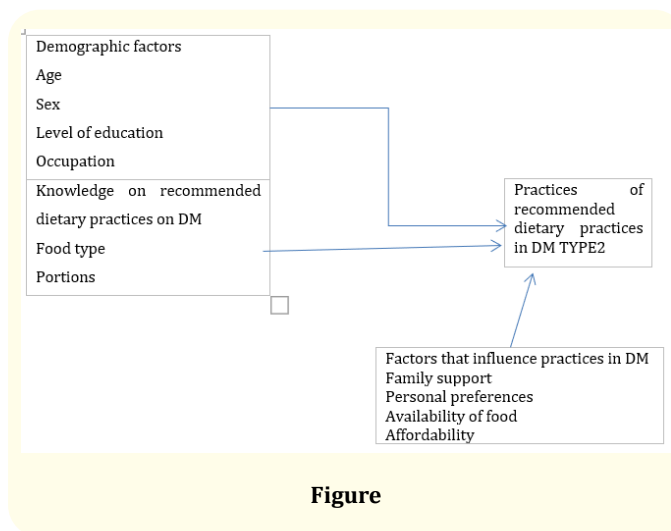 Demographic factors
Age
Sex
Level of education
Occupation
Knowledge on recommended
dietary practices on DM
Food type
Portions
Practices of
recommended
dietary practices
in DM TYPE2
Factors that influence practices in DM
Family support
Personal preferences
Availability of food
Affordability
Figure